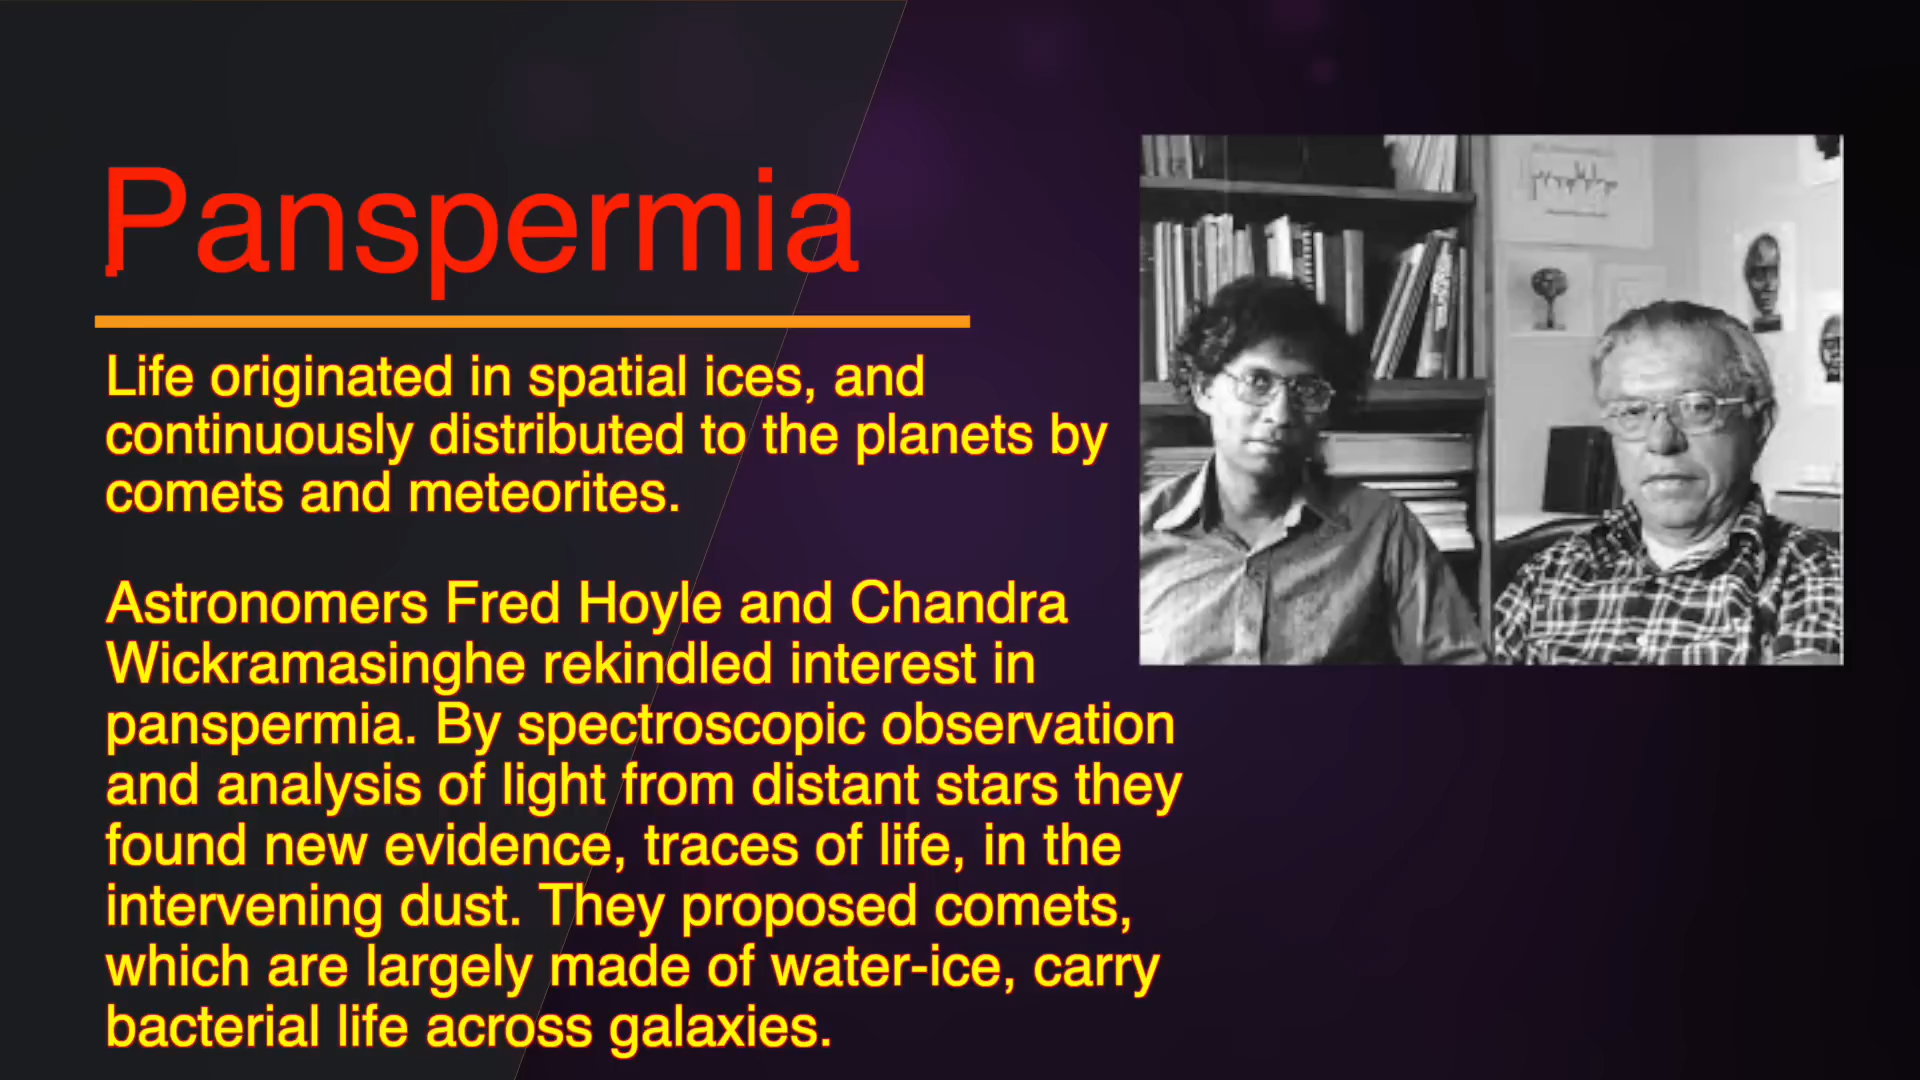 Panspermia
Life originated in spatial ices, and
continuously distributed to the planets by
comets and meteorites.
Astronomers Fred Hoyle and Chandra
Wickramasinghe rekindled interest in
panspermia. By spectroscopic observation
and analysis of light from distant stars they
found new evidence, traces of life, in the
intervening dust. They proposed comets,
which are largely made of water-ice, carry
bacterial life across galaxies.